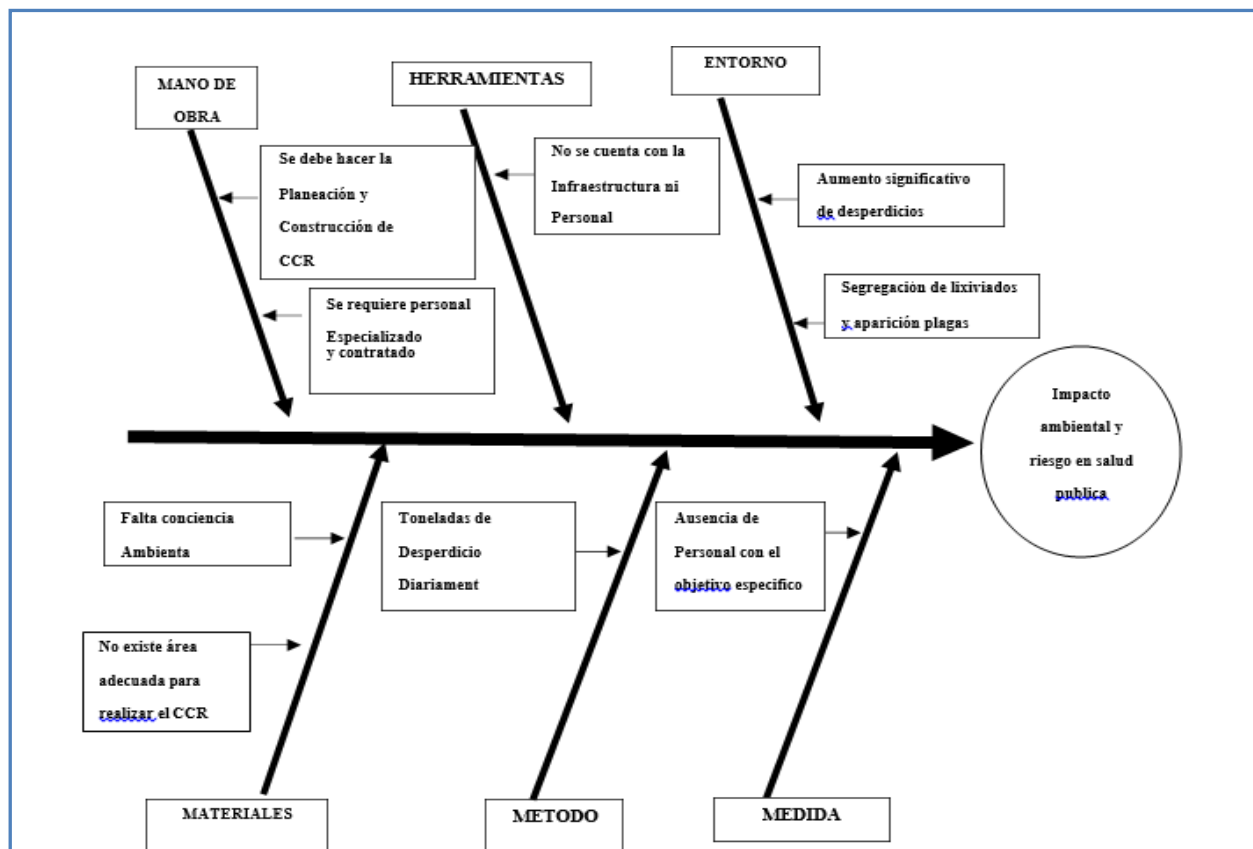 MANO DE
OBRA
HERRAMIENTAS
ENTORNO
Se debe hacer la
Planeación y
Construcción de
CCR
No se cuenta con la
Infraestructura ni
Personal
Aumento significativo
de desperdicios
Se requiere personal
Especializado
y contratado
Segregación de lixiviados
y aparición plagas
Impacto
ambiental y
riesgo en salud
publica
Falta conciencia
Ambienta
Toneladas de
Desperdicio
Diariament
Ausencia de
Personal con el
objetivo especifico
No existe área
adecuada para
realizar el CCR
MATERIALES
METODO
MEDIDA